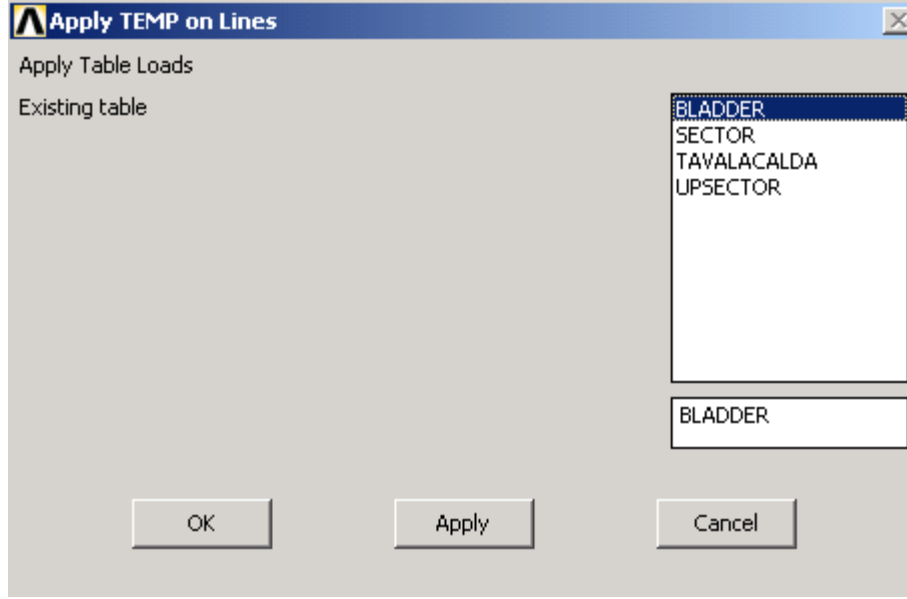 Apply TEMP on Lines
Apply Table Loads
Existing table
BLADDER
SECTOR
TAVALACALDA
UPSECTOR
BLADDER
OK
Apply
Cancel